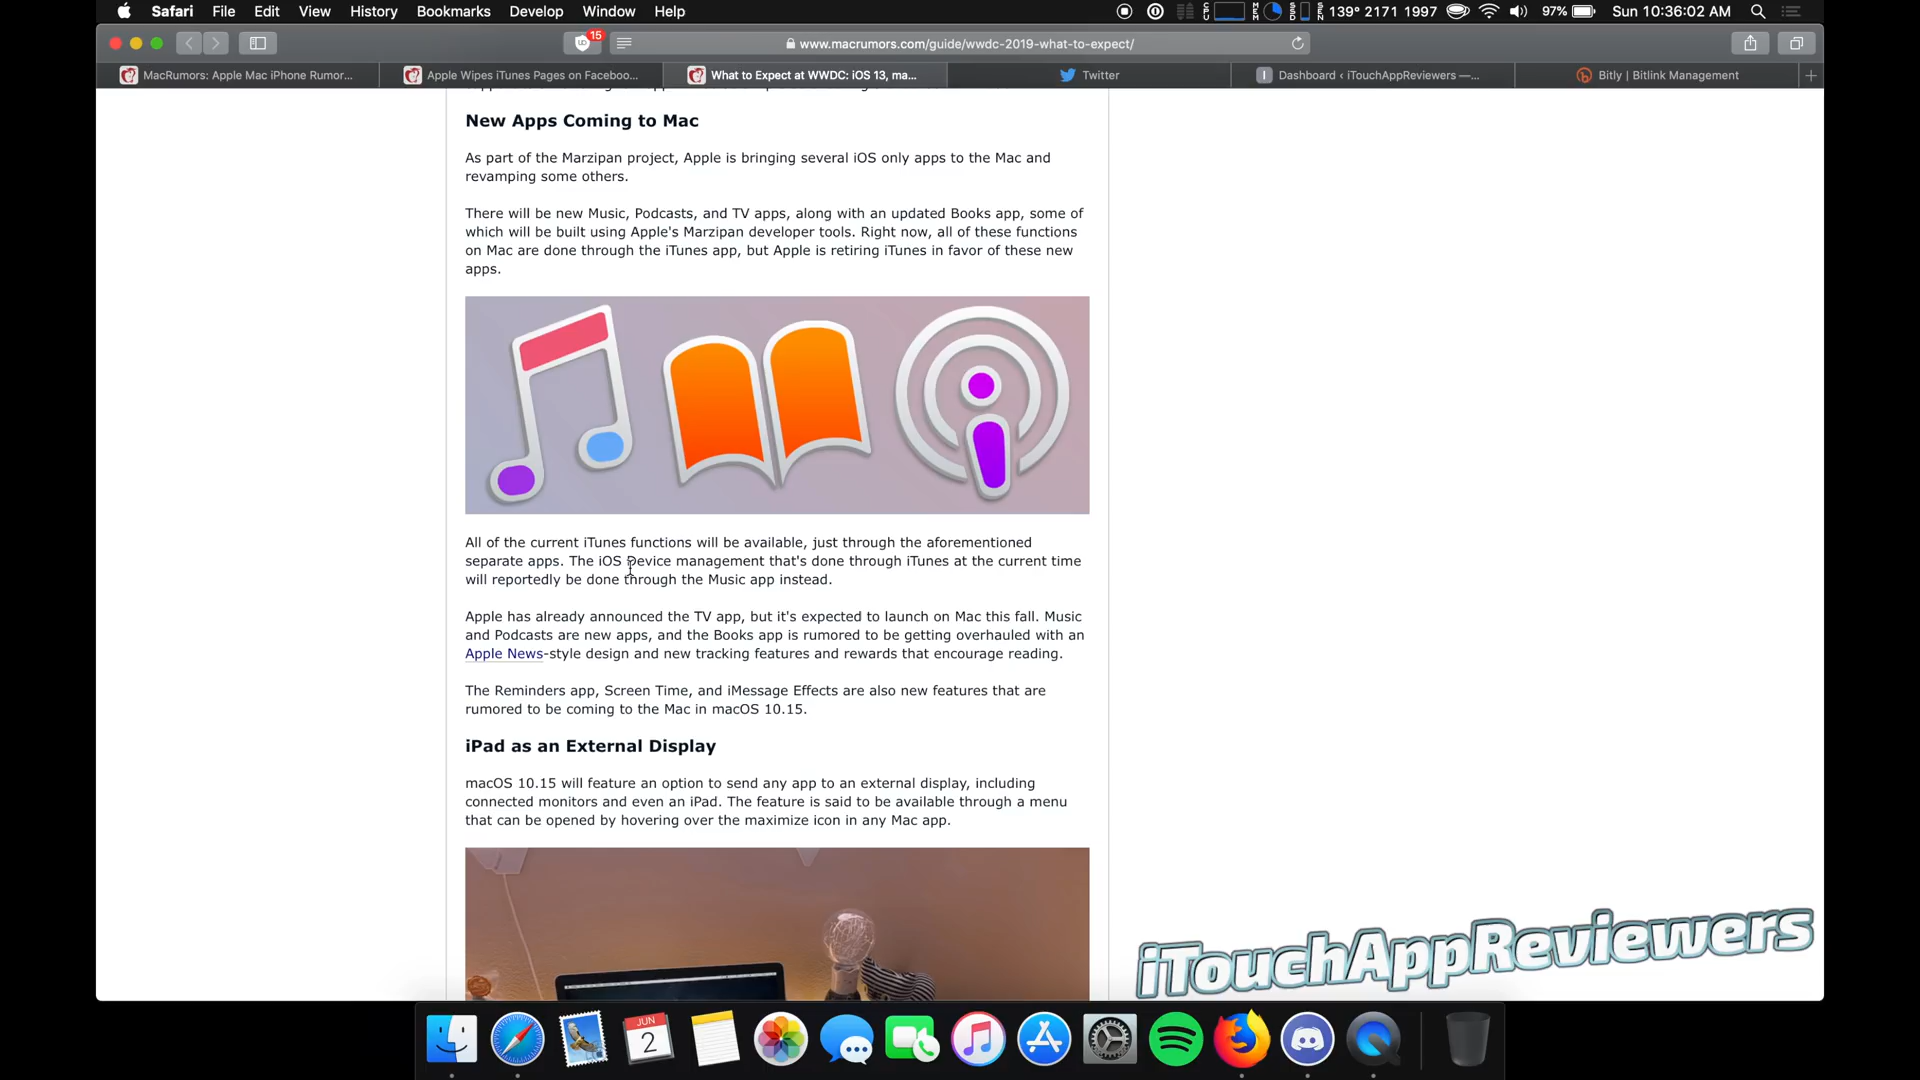 Safari File Edit View History Bookmarks Develop Window Help 139° 2171 1997 97% Sun 10:36:02 AM
15 www.macrumors.com/guide/wwdc-2019-what-to-expect/
MacRumors: Apple Mac iPhone Rumor... Apple Wipes iTunes Pages on Faceboo... What to Expect at WWDC: iOS 13, ma... Twitter Dashboard ‹ iTouchAppReviewers —... Bitly | Bitlink Management
New Apps Coming to Mac
As part of the Marzipan project, Apple is bringing several iOS only apps to the Mac and
revamping some others.
There will be new Music, Podcasts, and TV apps, along with an updated Books app, some of
which will be built using Apple's Marzipan developer tools. Right now, all of these functions
on Mac are done through the iTunes app, but Apple is retiring iTunes in favor of these new
apps.
All of the current iTunes functions will be available, just through the aforementioned
separate apps. The iOS Device management that's done through iTunes at the current time
will reportedly be done through the Music app instead.
Apple has already announced the TV app, but it's expected to launch on Mac this fall. Music
and Podcasts are new apps, and the Books app is rumored to be getting overhauled with an
Apple News-style design and new tracking features and rewards that encourage reading.
The Reminders app, Screen Time, and iMessage Effects are also new features that are
rumored to be coming to the Mac in macOS 10.15.
iPad as an External Display
macOS 10.15 will feature an option to send any app to an external display, including
connected monitors and even an iPad. The feature is said to be available through a menu
that can be opened by hovering over the maximize icon in any Mac app.
iTouchAppReviewers
JUN
2